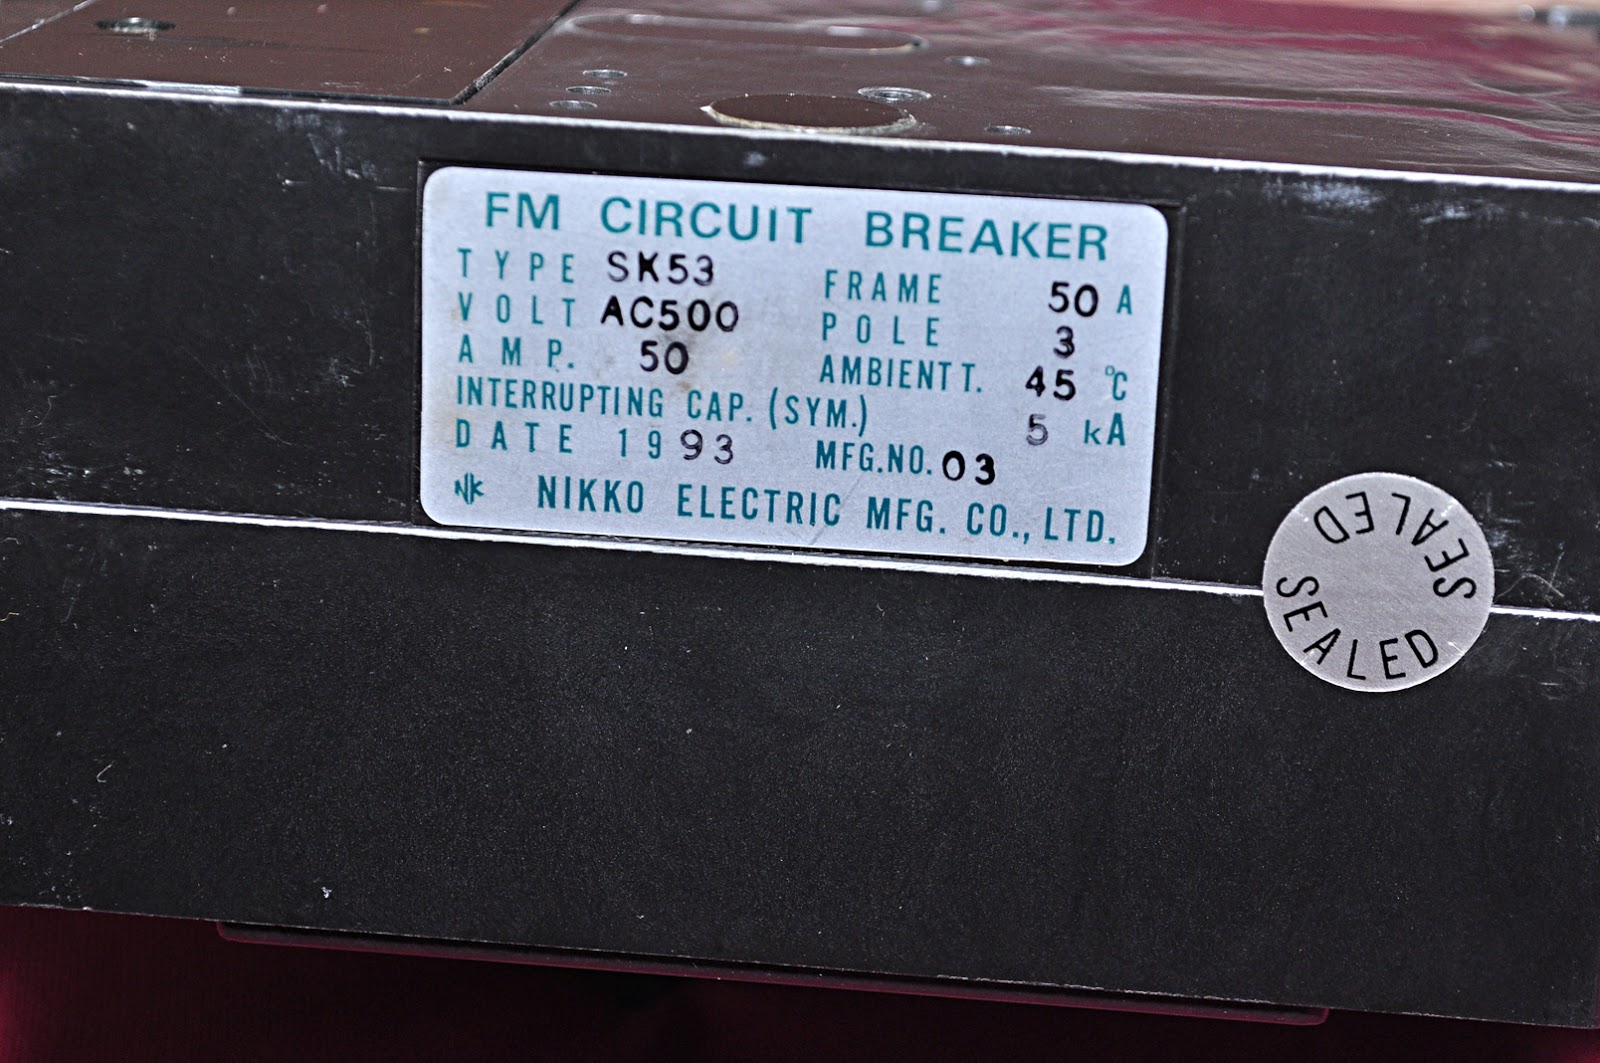 FM CIRCUIT BREAKER
TYPE SK53 FRAME 50 A
VOLT AC500 POLE 3
AMP. 50 AMBIENT T. 45 °C
INTERRUPTING CAP. (SYM.) 5 kA
DATE 1993 MFG.NO. 03
NK NIKKO ELECTRIC MFG. CO., LTD.
SEALED
SEALED